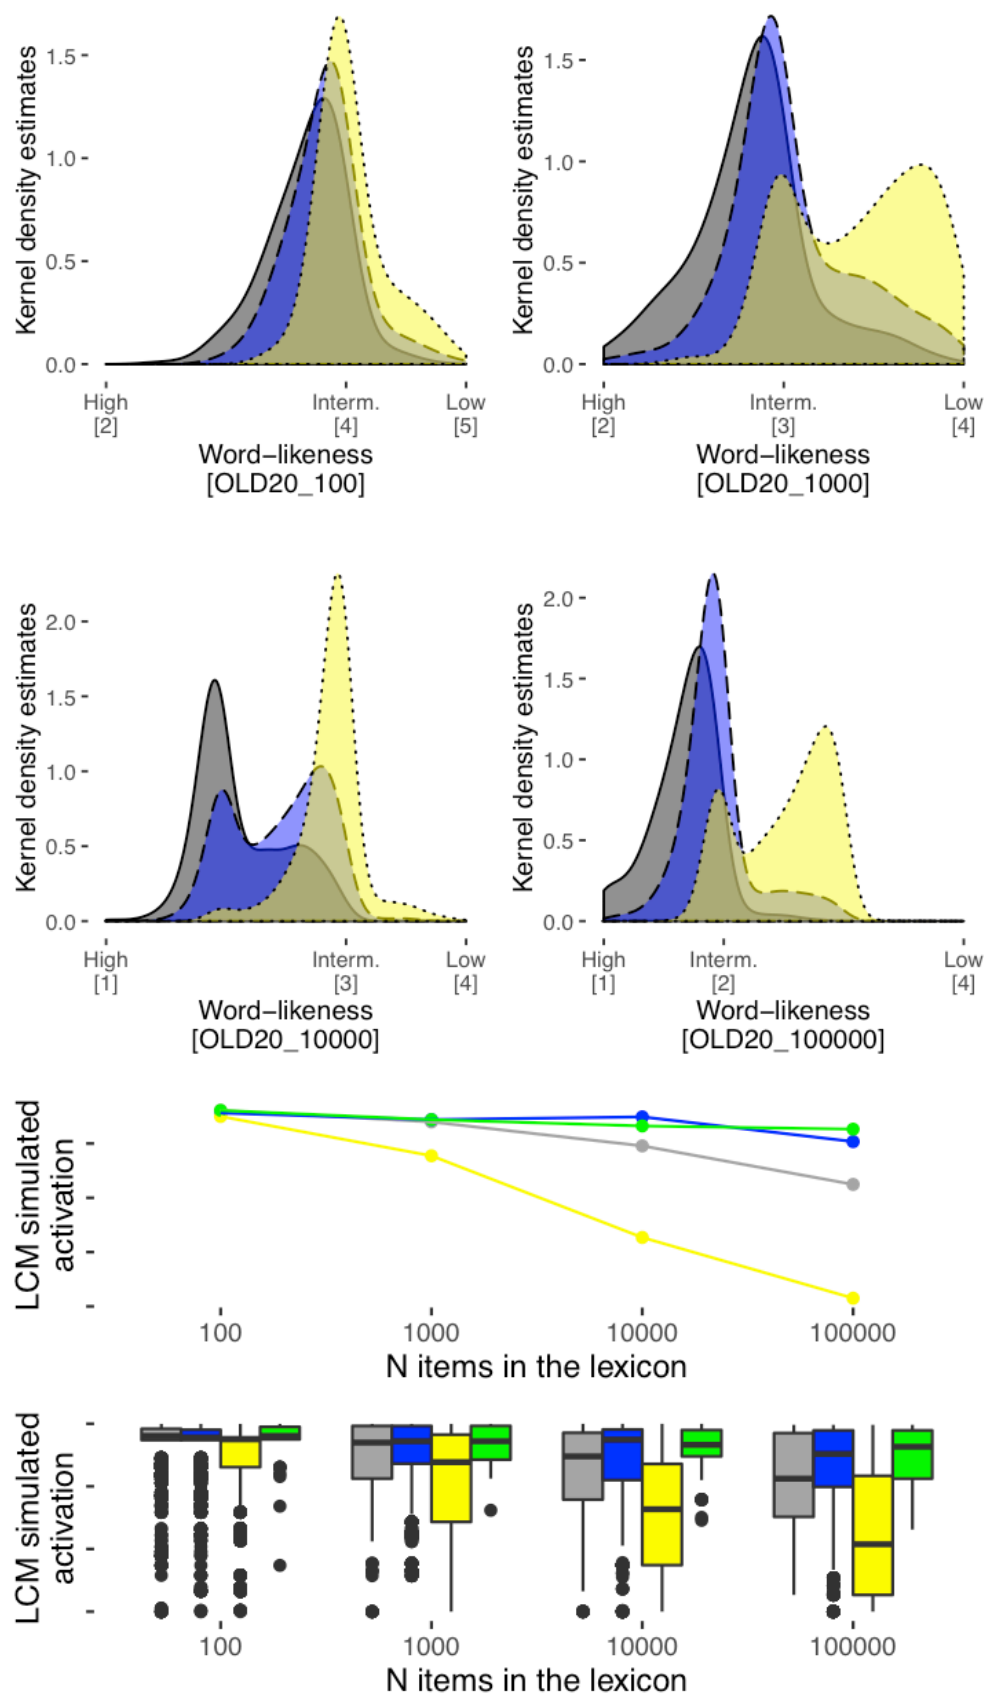 Kernel density estimates
1.5
1.0
0.5
0.0
High Interm. Low
[2] [4] [5]
Word−likeness
[OLD20_100]
Kernel density estimates
1.5
1.0
0.5
0.0
High Interm. Low
[2] [3] [4]
Word−likeness
[OLD20_1000]
Kernel density estimates
2.0
1.5
1.0
0.5
0.0
High Interm. Low
[1] [3] [4]
Word−likeness
[OLD20_10000]
Kernel density estimates
2.0
1.5
1.0
0.5
0.0
High Interm. Low
[1] [2] [4]
Word−likeness
[OLD20_100000]
LCM simulated
activation
100 1000 10000 100000
N items in the lexicon
LCM simulated
activation
100 1000 10000 100000
N items in the lexicon